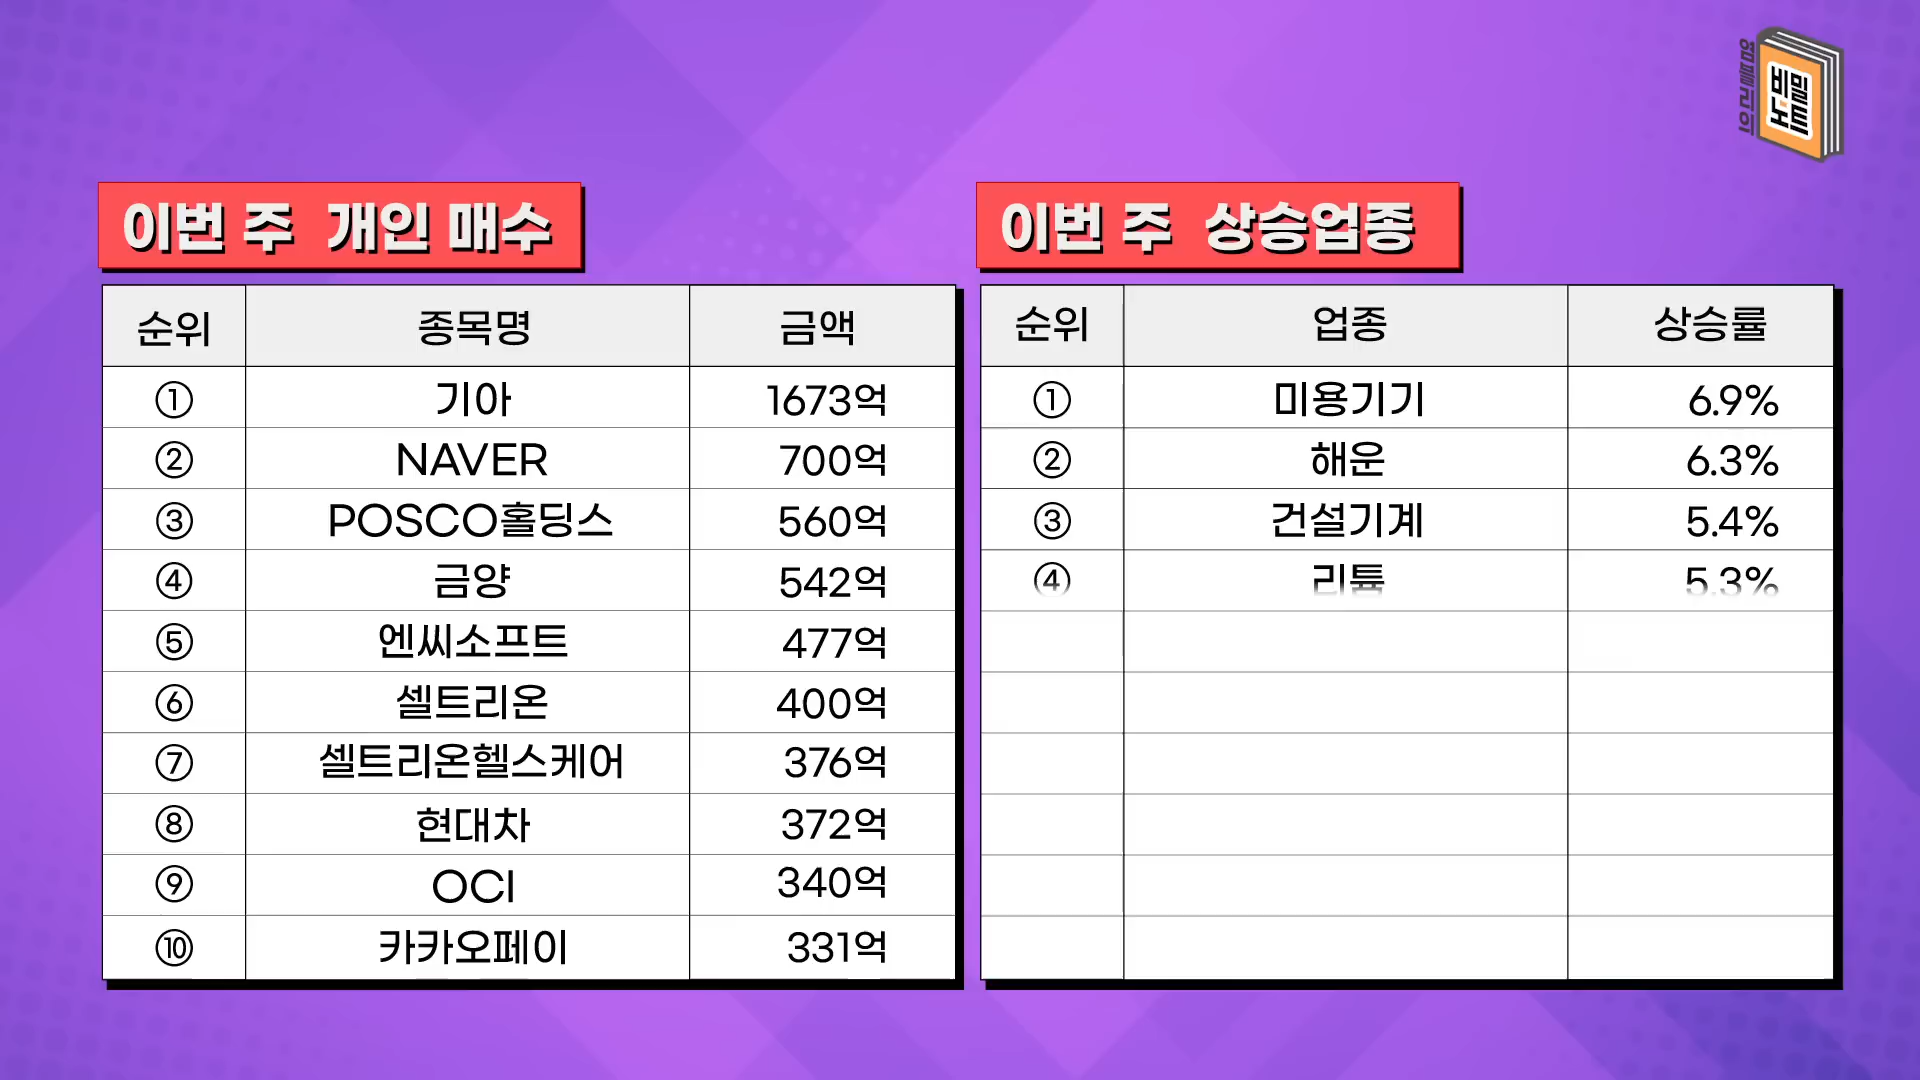 염플리의
비밀
노트
이번 주 개인 매수
순위 종목명 금액
① 기아 1673억
② NAVER 700억
③ POSCO홀딩스 560억
④ 금양 542억
⑤ 엔씨소프트 477억
⑥ 셀트리온 400억
⑦ 셀트리온헬스케어 376억
⑧ 현대차 372억
⑨ OCI 340억
⑩ 카카오페이 331억
이번 주 상승업종
순위 업종 상승률
① 미용기기 6.9%
② 해운 6.3%
③ 건설기계 5.4%
④ 리튬 5.3%